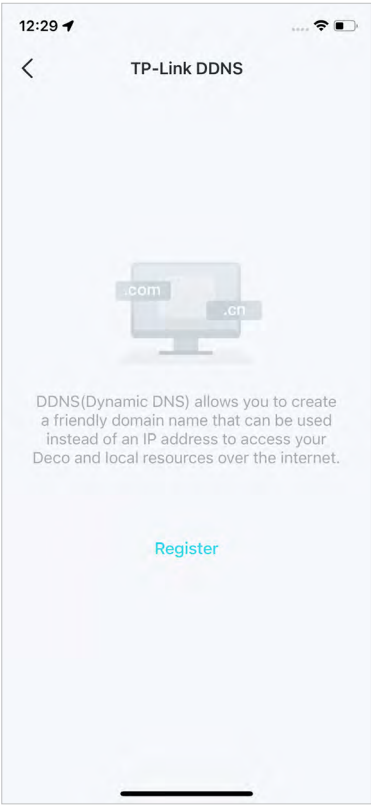 12:29
TP-Link DDNS
.com
.cn
DDNS(Dynamic DNS) allows you to create
a friendly domain name that can be used
instead of an IP address to access your
Deco and local resources over the internet.
Register